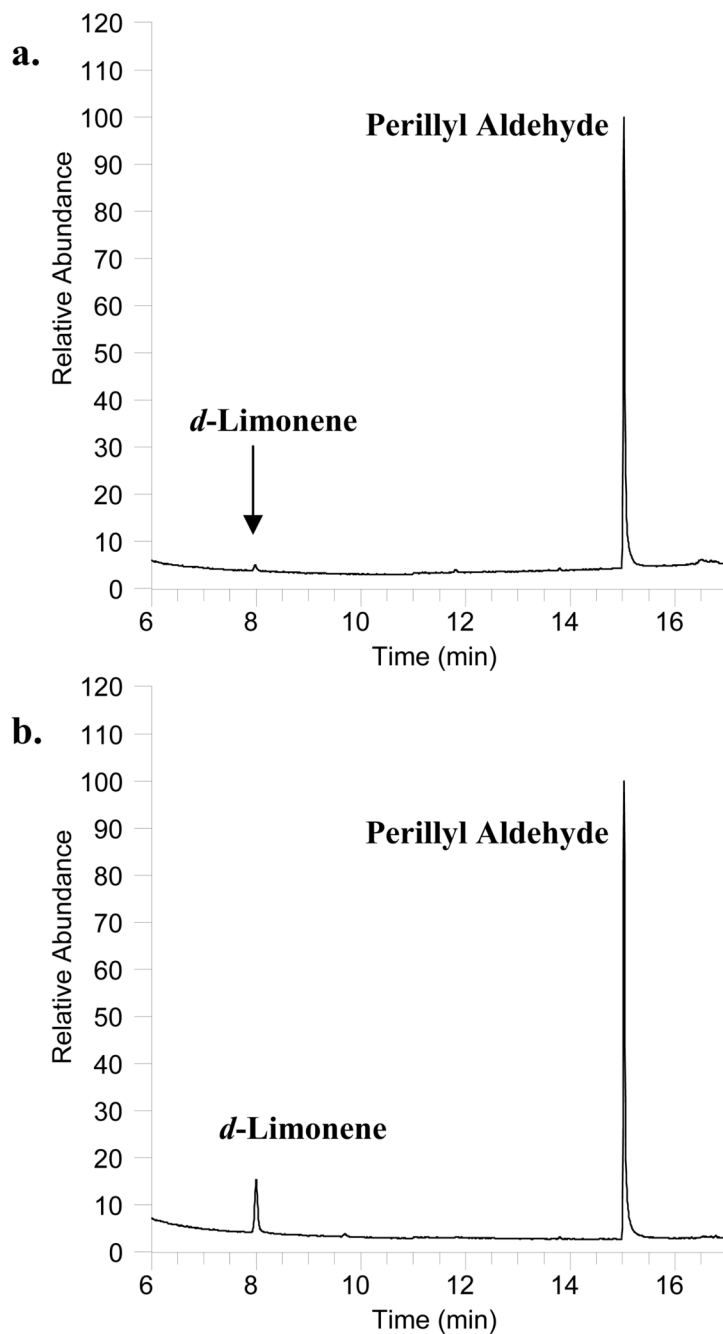 a.
120
110
100
90
80
70
60
50
40
30
20
10
0
Relative Abundance
Perillyl Aldehyde
d-Limonene
6 8 10 12 14 16
Time (min)
b.
120
110
100
90
80
70
60
50
40
30
20
10
0
Relative Abundance
Perillyl Aldehyde
d-Limonene
6 8 10 12 14 16
Time (min)